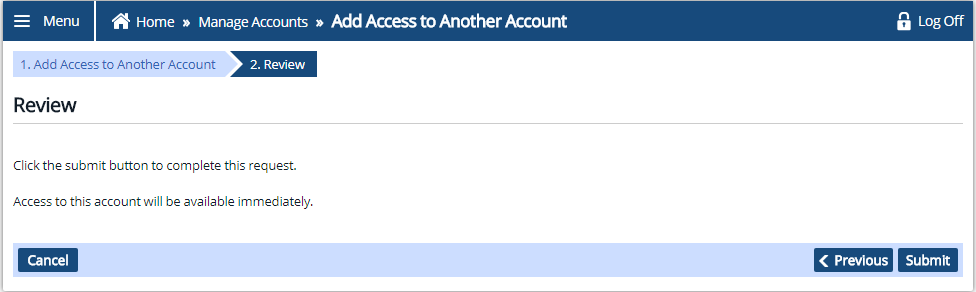 Menu Home » Manage Accounts » Add Access to Another Account Log Off
1. Add Access to Another Account 2. Review
Review
Click the submit button to complete this request.
Access to this account will be available immediately.
Cancel Previous Submit